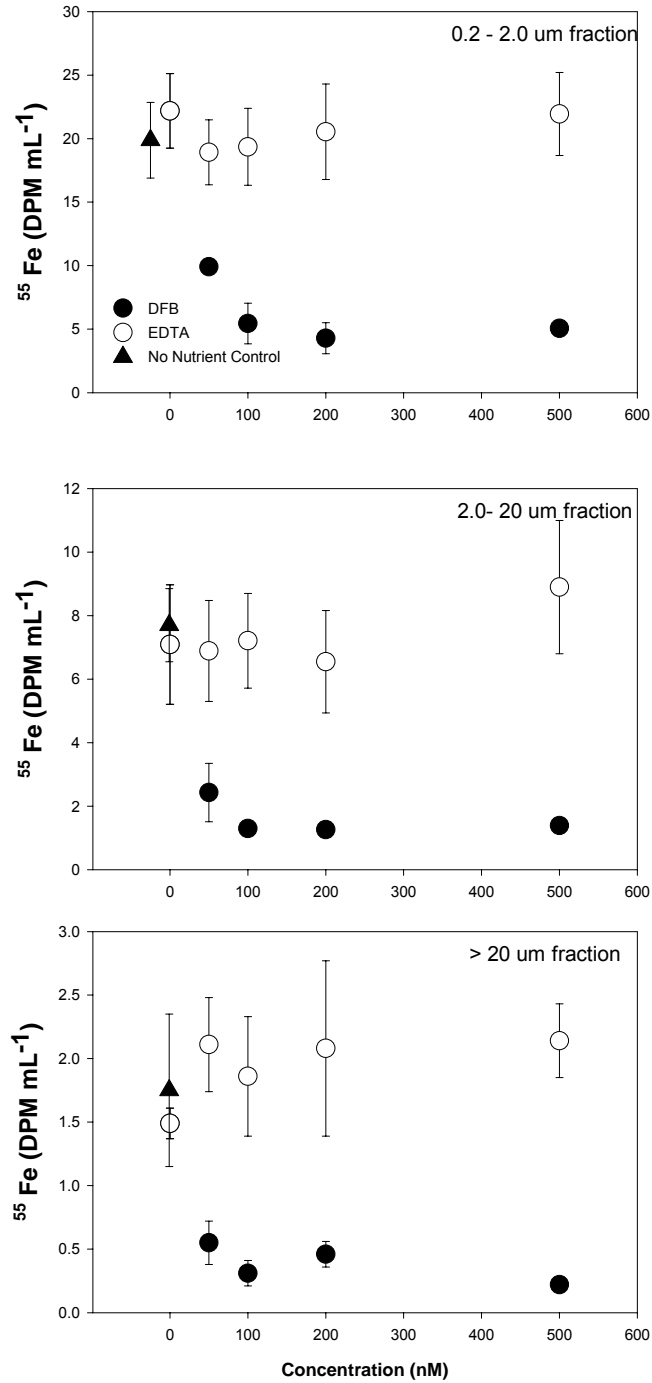 0.2 - 2.0 um fraction
30
25
20
15
10
5
0
55 Fe (DPM mL-1)
DFB
EDTA
No Nutrient Control
0 100 200 300 400 500 600
2.0- 20 um fraction
12
10
8
6
4
2
0
55 Fe (DPM mL-1)
0 100 200 300 400 500 600
> 20 um fraction
3.0
2.5
2.0
1.5
1.0
0.5
0.0
55 Fe (DPM mL-1)
0 100 200 300 400 500 600
Concentration (nM)